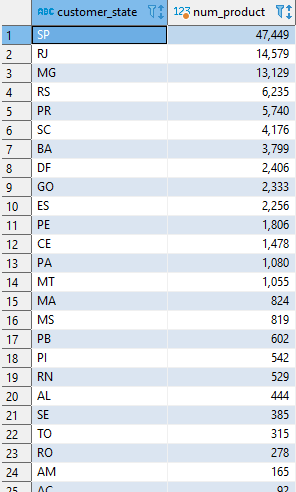 ABC customer_state 123 num_product
1 SP 47,449
2 RJ 14,579
3 MG 13,129
4 RS 6,235
5 PR 5,740
6 SC 4,176
7 BA 3,799
8 DF 2,406
9 GO 2,333
10 ES 2,256
11 PE 1,806
12 CE 1,478
13 PA 1,080
14 MT 1,055
15 MA 824
16 MS 819
17 PB 602
18 PI 542
19 RN 529
20 AL 444
21 SE 385
22 TO 315
23 RO 278
24 AM 165
25 AC 92